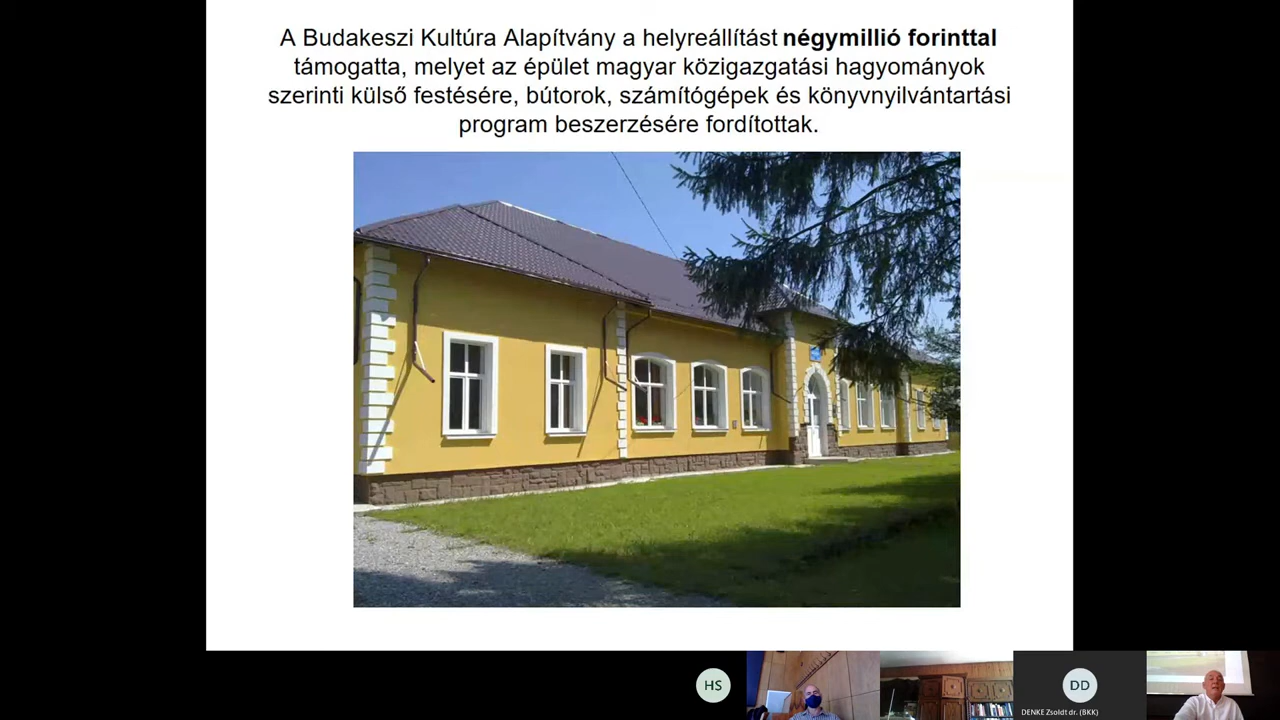 A Budakeszi Kultúra Alapítvány a helyreállítást négymillió forinttal
támogatta, melyet az épület magyar közigazgatási hagyományok
szerinti külső festésére, bútorok, számítógépek és könyvnyilvántartási
program beszerzésére fordítottak.
HS
DD
DENKE Zsoldt dr. (BKK)